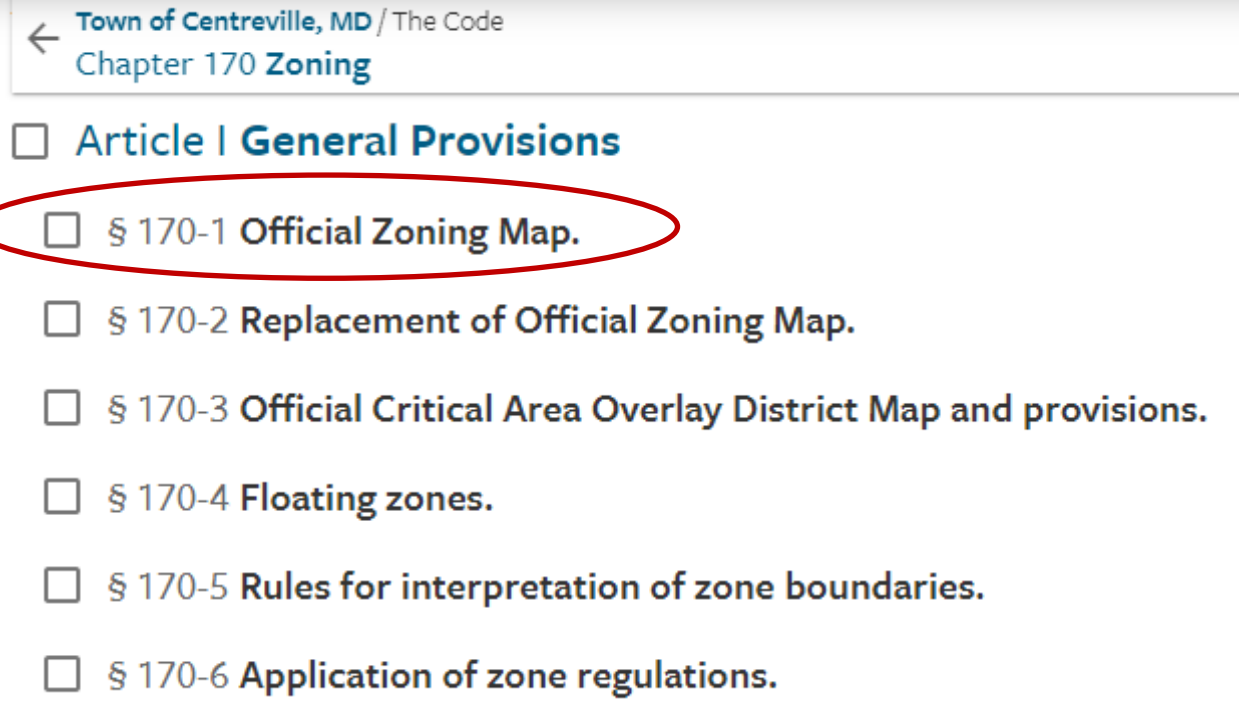 Town of Centreville, MD / The Code
Chapter 170 Zoning
Article I General Provisions
§ 170-1 Official Zoning Map.
§ 170-2 Replacement of Official Zoning Map.
§ 170-3 Official Critical Area Overlay District Map and provisions.
§ 170-4 Floating zones.
§ 170-5 Rules for interpretation of zone boundaries.
§ 170-6 Application of zone regulations.